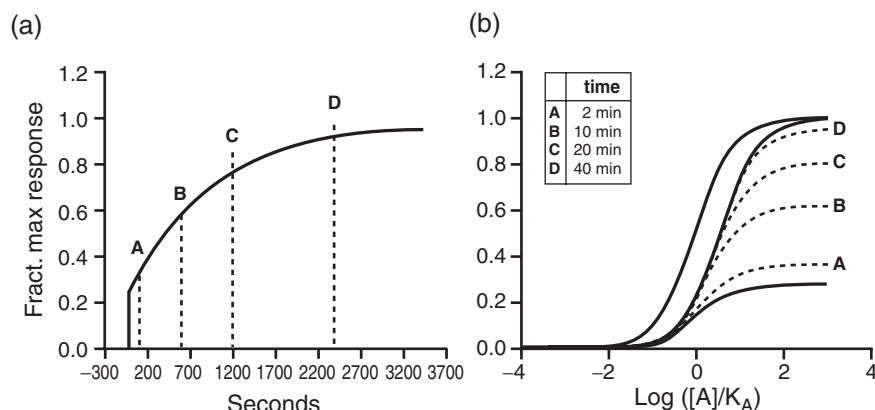 (a)
Fract. max response
1.2
1.0
0.8
0.6
0.4
0.2
0.0
A
B
C
D
−300 200 700 1200 1700 2200 2700 3200 3700
Seconds
(b)
1.2
1.0
0.8
0.6
0.4
0.2
0.0
time
A 2 min
B 10 min
C 20 min
D 40 min
D
C
B
A
−4 −2 0 2 4
Log ([A]/K_A)